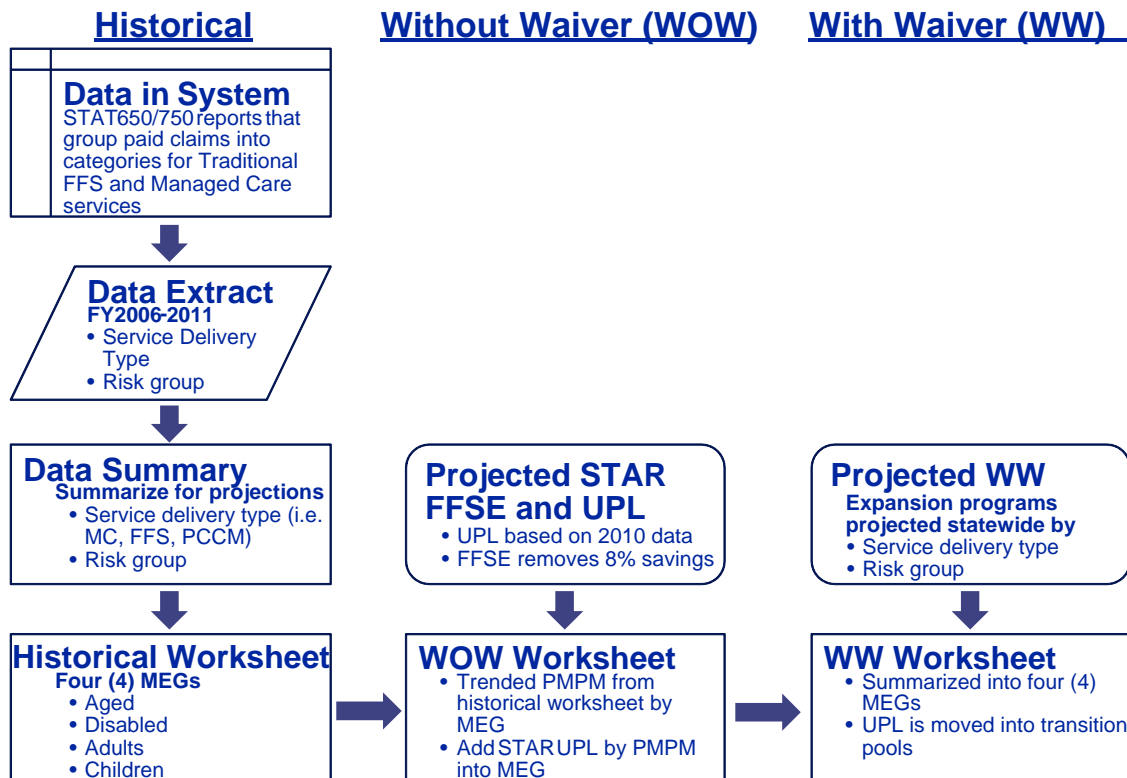 Historical
Without Waiver (WOW)
With Waiver (WW)
Data in System
STAT650/750 reports that
group paid claims into
categories for Traditional
FFS and Managed Care
services
Data Extract
FY2006-2011
• Service Delivery
Type
• Risk group
Data Summary
Summarize for projections
• Service delivery type (i.e.
MC, FFS, PCCM)
• Risk group
Projected STAR
FFSE and UPL
• UPL based on 2010 data
• FFSE removes 8% savings
Projected WW
Expansion programs
projected statewide by
• Service delivery type
• Risk group
Historical Worksheet
Four (4) MEGs
• Aged
• Disabled
• Adults
• Children
WOW Worksheet
• Trended PMPM from
historical worksheet by
MEG
• Add STAR UPL by PMPM
into MEG
WW Worksheet
• Summarized into four (4)
MEGs
• UPL is moved into transition
pools